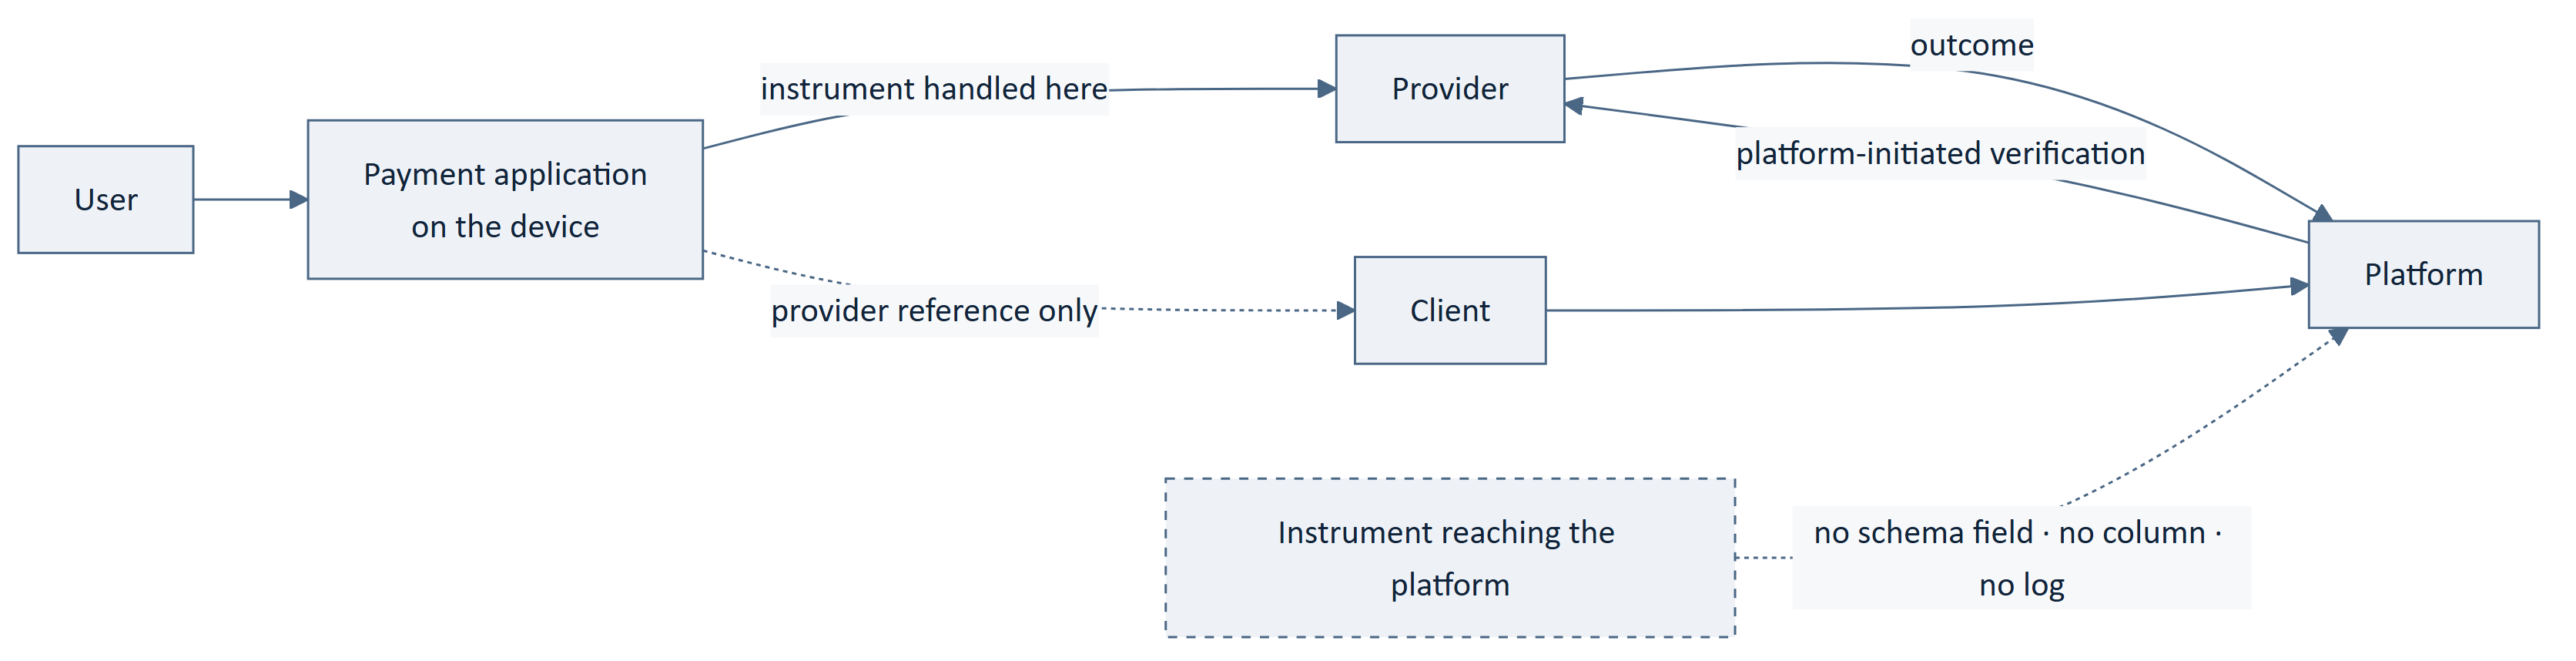 User
Payment application
on the device
instrument handled here
provider reference only
Provider
Client
outcome
platform-initiated verification
Platform
Instrument reaching the
platform
no schema field · no column ·
no log